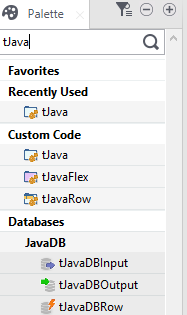 Palette
tJava
Favorites
Recently Used
tJava
Custom Code
tJava
tJavaFlex
tJavaRow
Databases
JavaDB
tJavaDBInput
tJavaDBOutput
tJavaDBRow